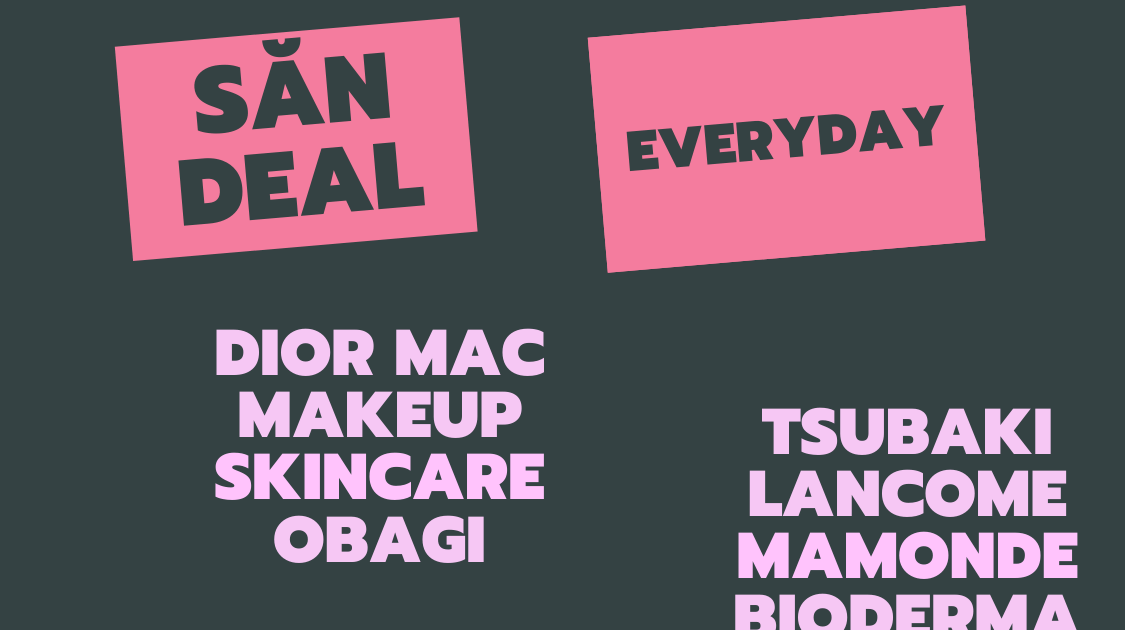 SĂN
DEAL
EVERYDAY
DIOR MAC
MAKEUP
SKINCARE
OBAGI
TSUBAKI
LANCOME
MAMONDE
BIODERMA